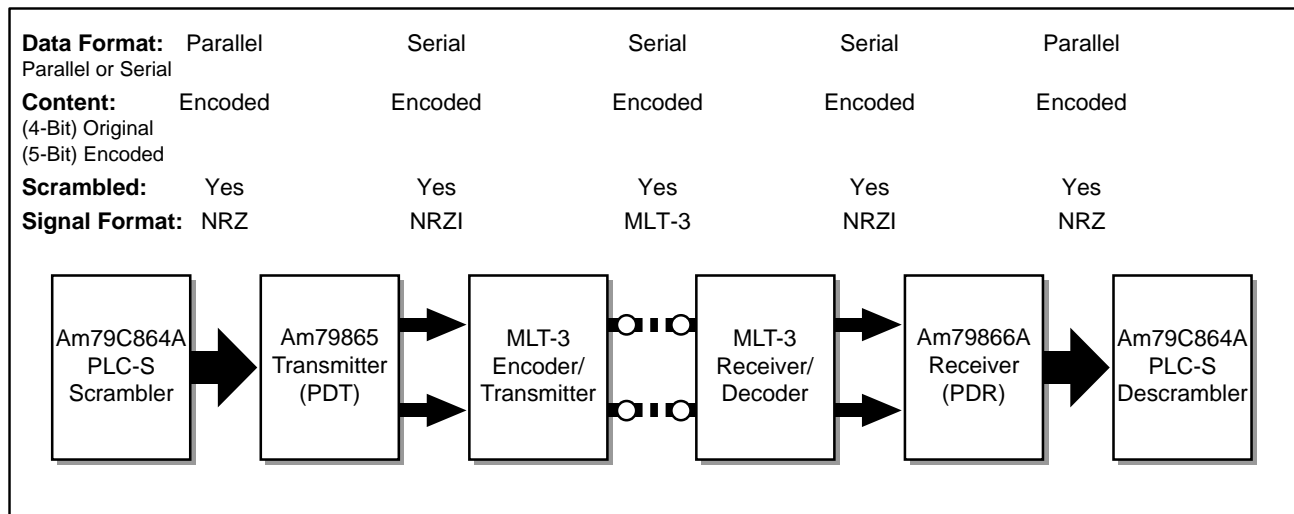 Data Format: Parallel Serial Serial Serial Parallel
Parallel or Serial
Content: Encoded Encoded Encoded Encoded Encoded
(4-Bit) Original
(5-Bit) Encoded
Scrambled: Yes Yes Yes Yes Yes
Signal Format: NRZ NRZI MLT-3 NRZI NRZ
Am79C864A
PLC-S
Scrambler
Am79865
Transmitter
(PDT)
MLT-3
Encoder/
Transmitter
MLT-3
Receiver/
Decoder
Am79866A
Receiver
(PDR)
Am79C864A
PLC-S
Descrambler